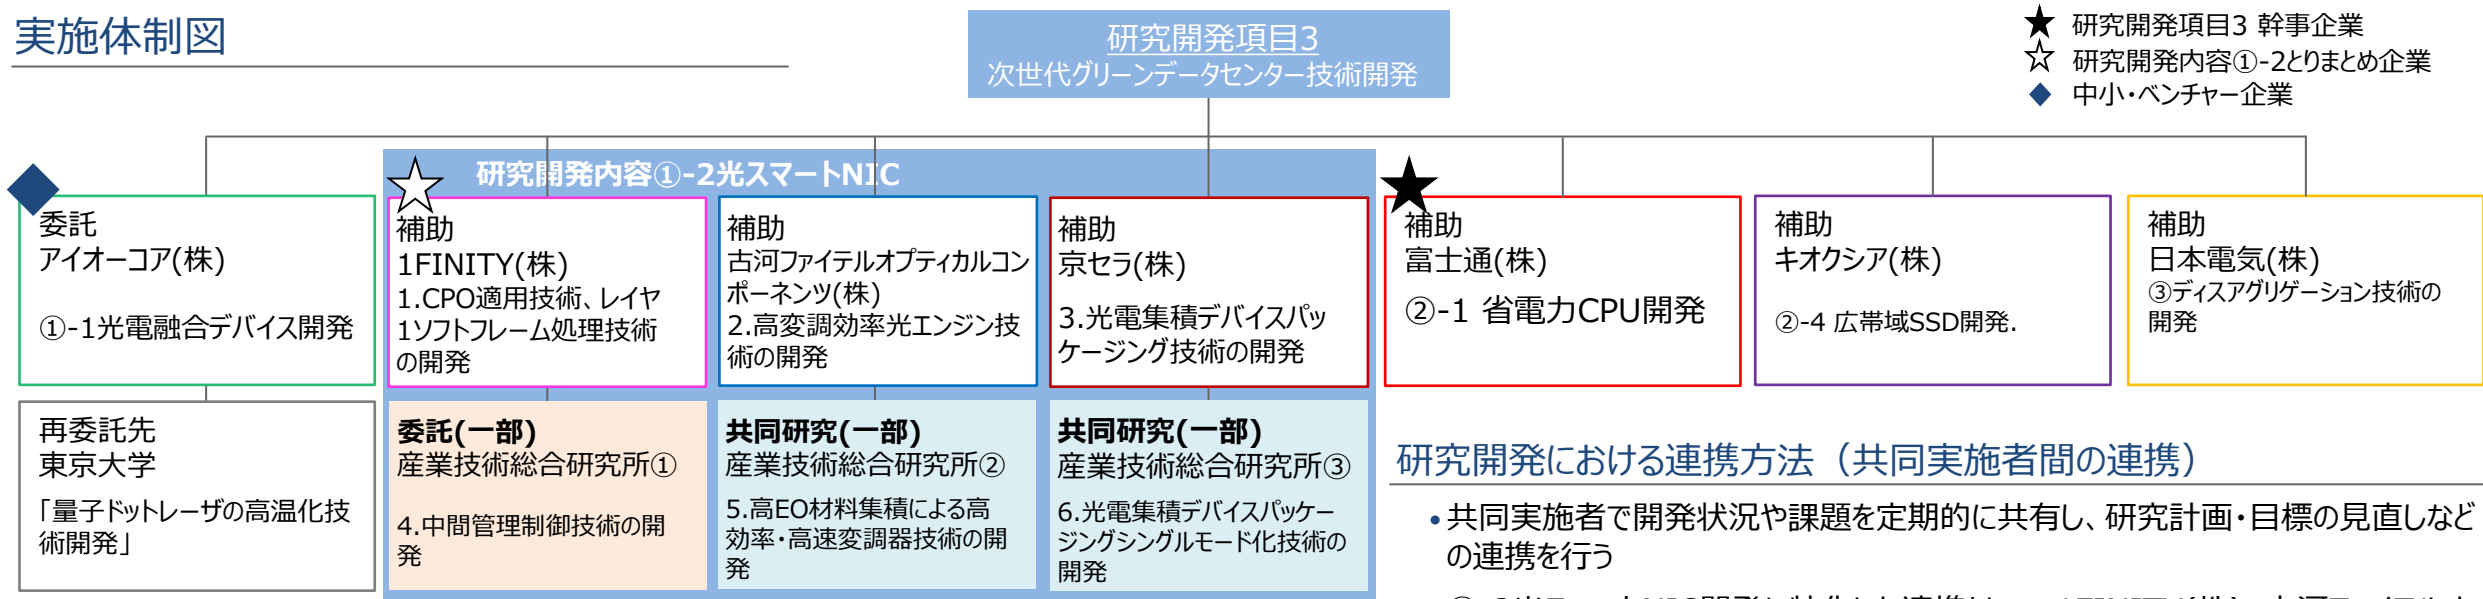 実施体制図
研究開発項目3
次世代グリーンデータセンター技術開発
★ 研究開発項目3 幹事企業
☆ 研究開発内容①-2とりまとめ企業
◆ 中小・ベンチャー企業
委託
アイオーコア(株)
①-1光電融合デバイス開発
再委託先
東京大学
「量子ドットレーザの高温化技
術開発」
研究開発内容①-2光スマートNIC
補助
1FINITY(株)
1.CPO適用技術、レイヤ
1ソフトフレーム処理技術
の開発
委託(一部)
産業技術総合研究所①
4.中間管理制御技術の開
発
補助
古河ファイテルオプティカルコン
ポーネンツ(株)
2.高変調効率光エンジン技
術の開発
共同研究(一部)
産業技術総合研究所②
5.高EO材料集積による高
効率・高速変調器技術の開
発
補助
京セラ(株)
3.光電集積デバイスパッ
ケージング技術の開発
共同研究(一部)
産業技術総合研究所③
6.光電集積デバイスパッケー
ジングシングルモード化技術の
開発
補助
富士通(株)
②-1 省電力CPU開発
補助
キオクシア(株)
②-4 広帯域SSD開発.
補助
日本電気(株)
③ディスアグリゲーション技術の
開発
研究開発における連携方法（共同実施者間の連携）
•共同実施者で開発状況や課題を定期的に共有し、研究計画・目標の見直しなど
の連携を行う